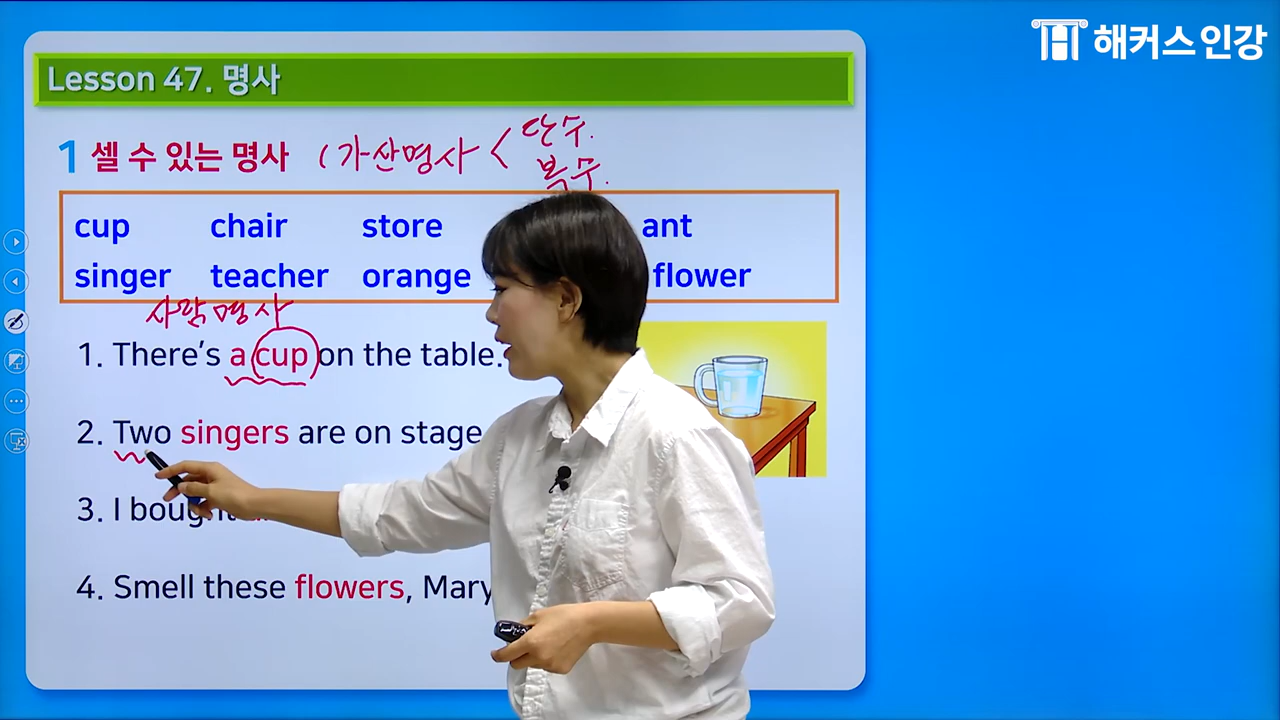 해커스인강
Lesson 47. 명사
1 셀 수 있는 명사 (가산명사 < 단수.
복수.
cup chair store ant
singer teacher orange flower
사람명사
1. There's a cup on the table.
2. Two singers are on stage
3. I bought
4. Smell these flowers, Mary